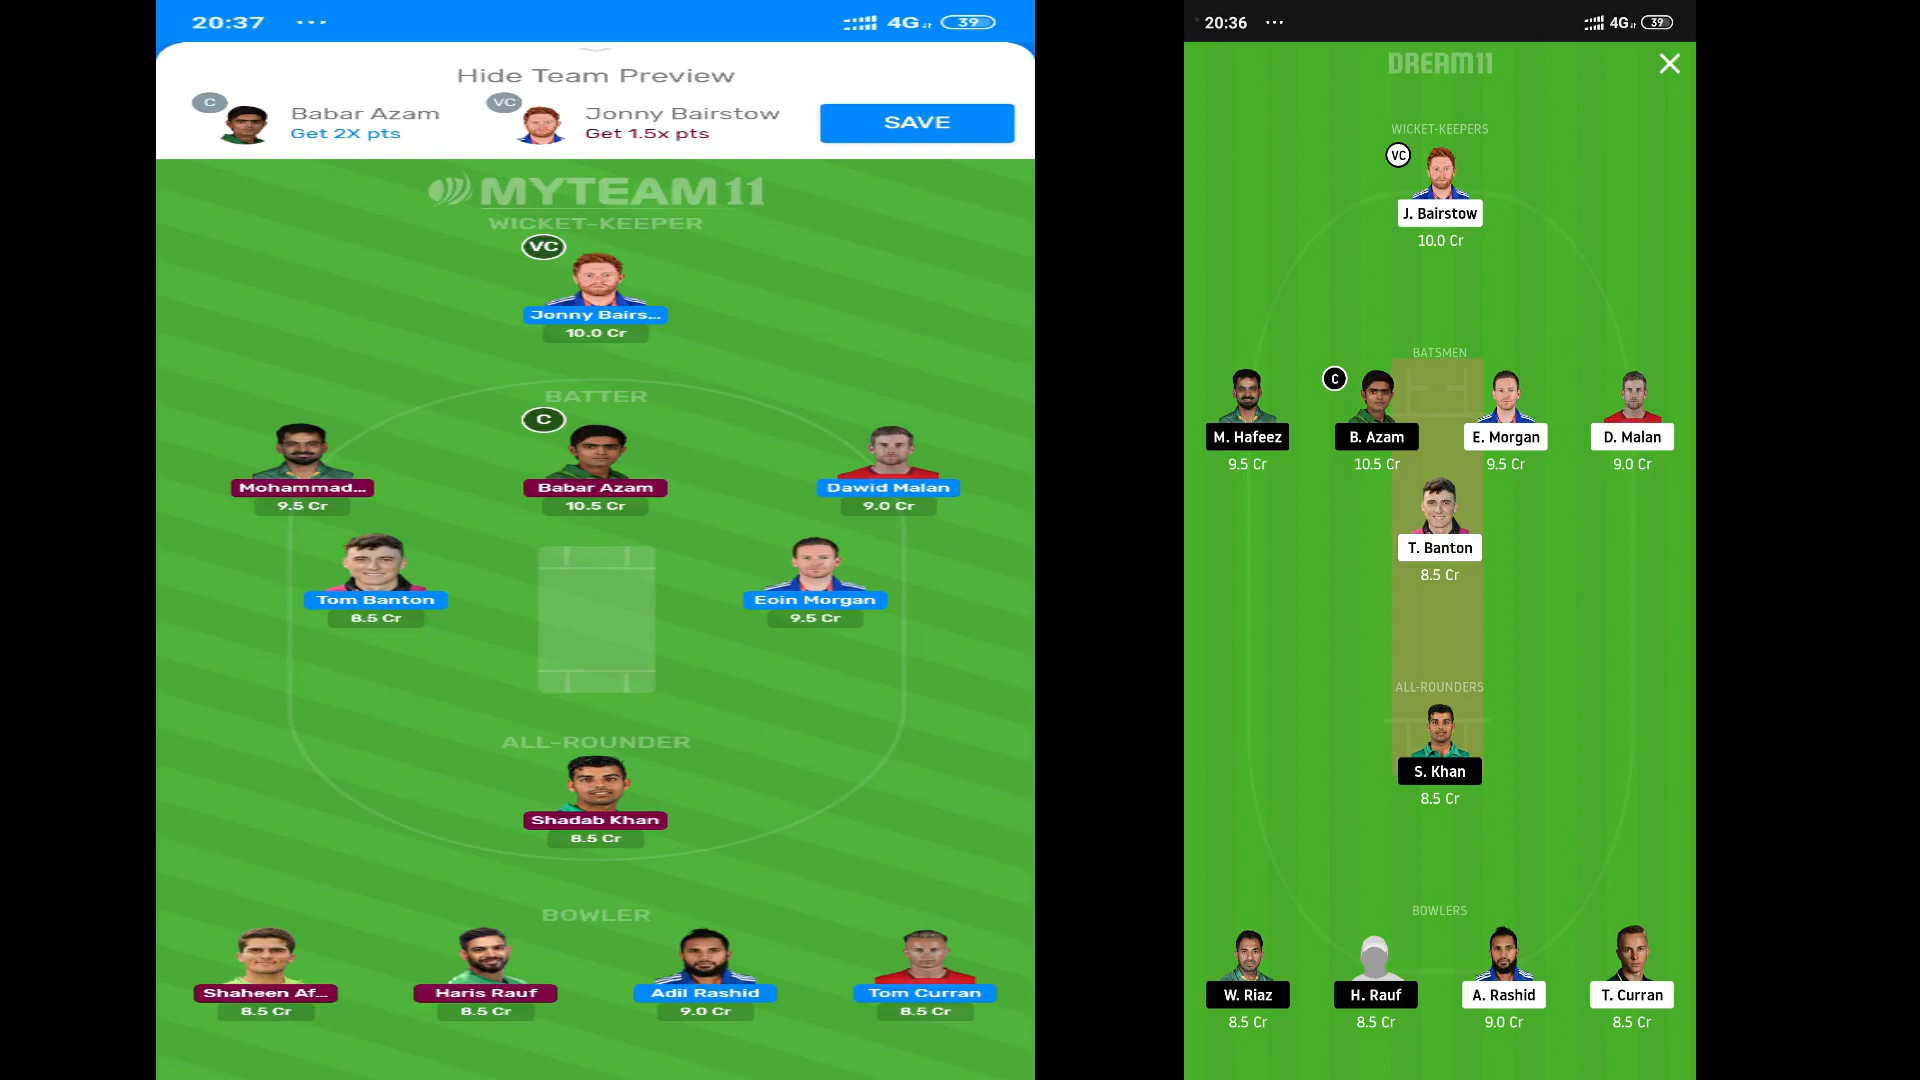 20:37 ... 4G 39
Hide Team Preview
C Babar Azam VC Jonny Bairstow SAVE
Get 2X pts Get 1.5x pts
MYTEAM11
WICKET-KEEPER
VC
Jonny Bairs...
10.0 Cr
BATTER
C
Mohammad... Babar Azam Dawid Malan
9.5 Cr 10.5 Cr 9.0 Cr
Tom Banton Eoin Morgan
8.5 Cr 9.5 Cr
ALL-ROUNDER
Shadab Khan
8.5 Cr
BOWLER
Shaheen Af... Haris Rauf Adil Rashid Tom Curran
8.5 Cr 8.5 Cr 9.0 Cr 8.5 Cr
20:36 ... 4G 39
DREAM11
WICKET-KEEPERS
VC
J. Bairstow
10.0 Cr
BATSMEN
C
M. Hafeez B. Azam E. Morgan D. Malan
9.5 Cr 10.5 Cr 9.5 Cr 9.0 Cr
T. Banton
8.5 Cr
ALL-ROUNDERS
S. Khan
8.5 Cr
BOWLERS
W. Riaz H. Rauf A. Rashid T. Curran
8.5 Cr 8.5 Cr 9.0 Cr 8.5 Cr